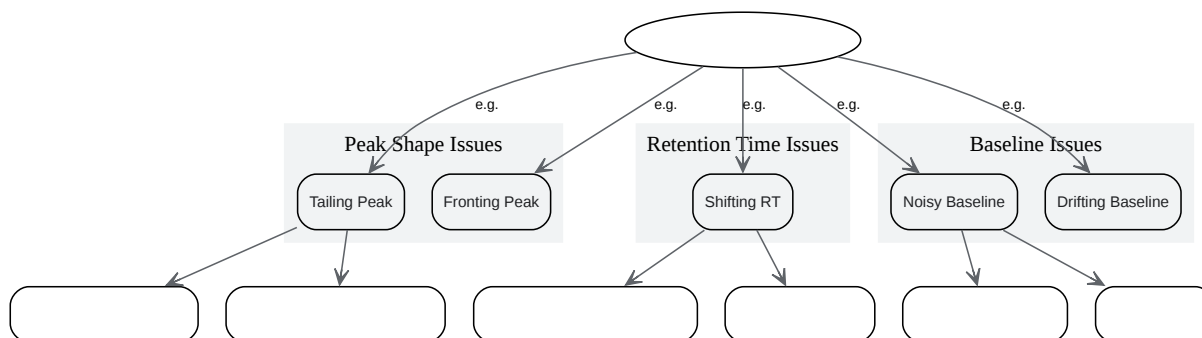 e.g.
e.g.
e.g.
e.g.
e.g.
Peak Shape Issues
Retention Time Issues
Baseline Issues
Tailing Peak
Fronting Peak
Shifting RT
Noisy Baseline
Drifting Baseline